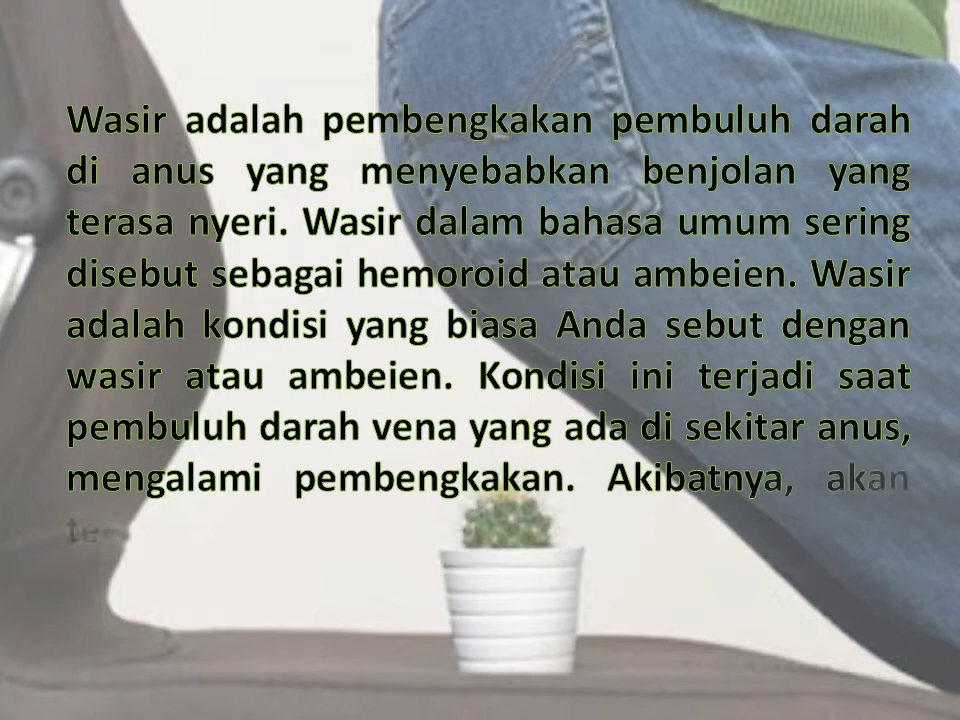 Wasir adalah pembengkakan pembuluh darah
di anus yang menyebabkan benjolan yang
terasa nyeri. Wasir dalam bahasa umum sering
disebut sebagai hemoroid atau ambeien. Wasir
adalah kondisi yang biasa Anda sebut dengan
wasir atau ambeien. Kondisi ini terjadi saat
pembuluh darah vena yang ada di sekitar anus,
mengalami pembengkakan. Akibatnya, akan